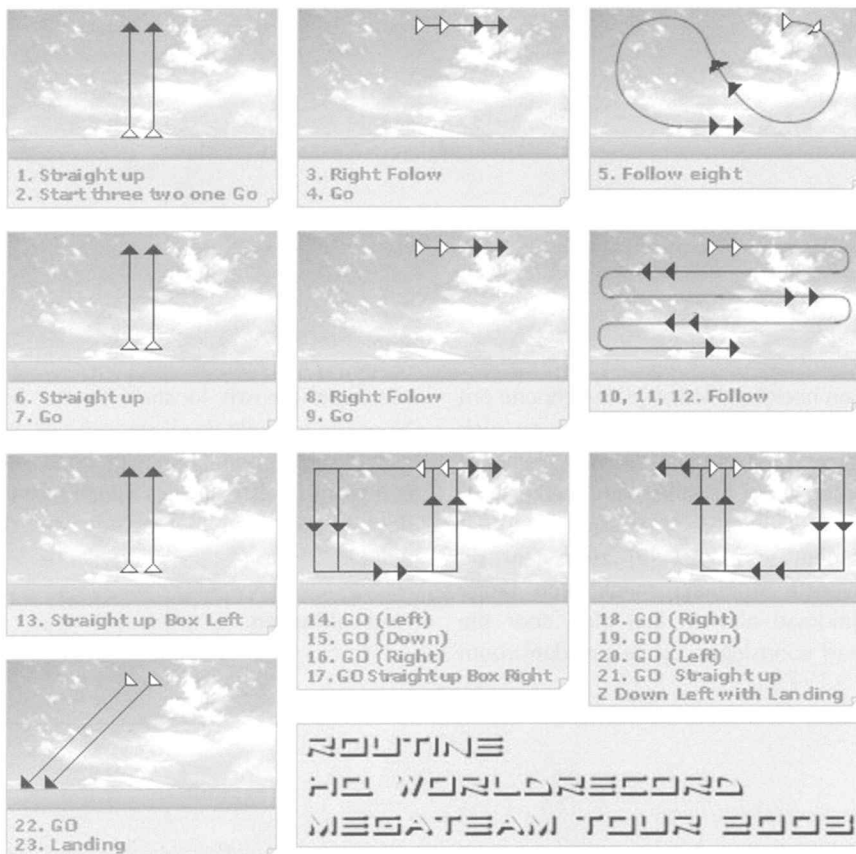 1. Straight up
2. Start three two one Go
3. Right Folow
4. Go
5. Follow eight
6. Straight up
7. Go
8. Right Folow
9. Go
10, 11, 12. Follow
13. Straight up Box Left
14. GO (Left)
15. GO (Down)
16. GO (Right)
17. GO Straight up Box Right
18. GO (Right)
19. GO (Down)
20. GO (Left)
21. GO Straight up
Z Down Left with Landing
22. GO
23. Landing
ROUTINE
HQ WORLDRECORD
MEGATEAM TOUR 2003